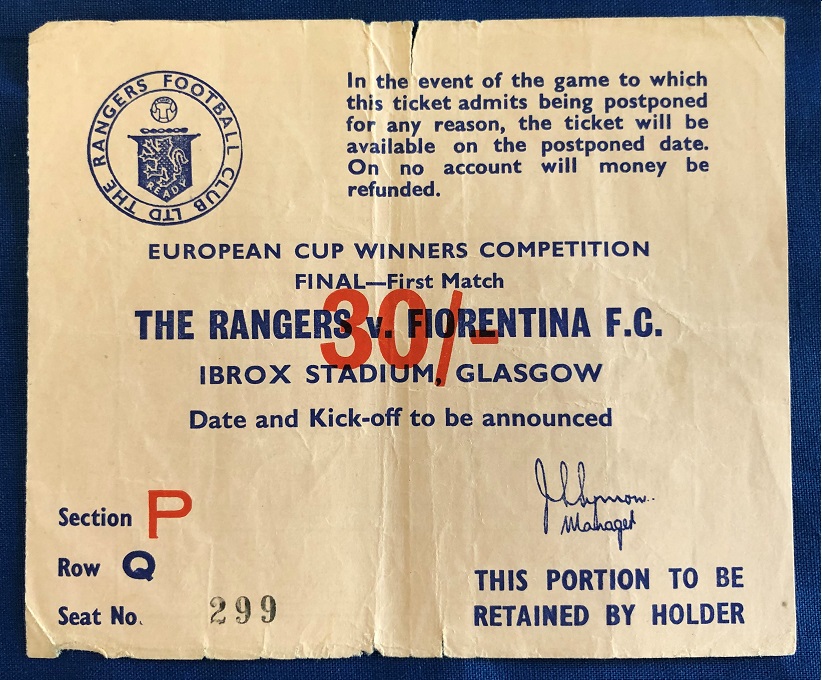 THE RANGERS FOOTBALL CLUB LTD
READY
In the event of the game to which
this ticket admits being postponed
for any reason, the ticket will be
available on the postponed date.
On no account will money be
refunded.
EUROPEAN CUP WINNERS COMPETITION
FINAL—First Match
THE RANGERS v. FIORENTINA F.C.
30/-
IBROX STADIUM, GLASGOW
Date and Kick-off to be announced
J S Symon
Manager
Section P
Row Q
Seat No. 299
THIS PORTION TO BE
RETAINED BY HOLDER